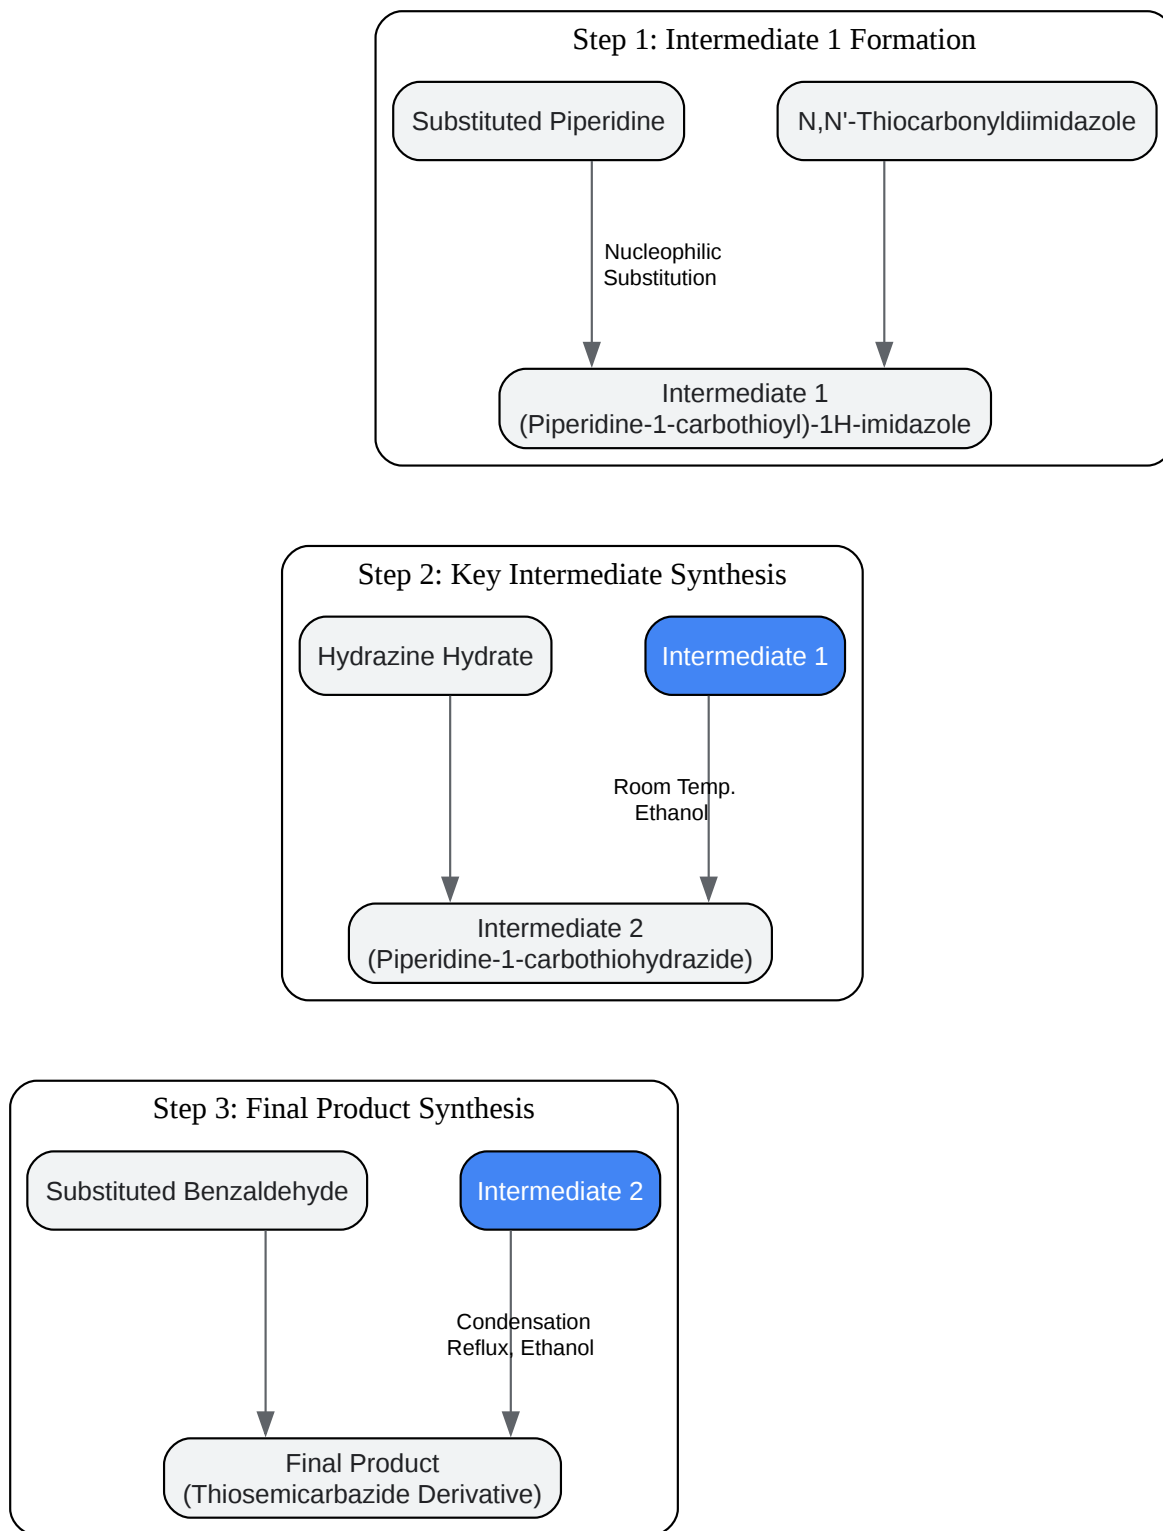 Step 1: Intermediate 1 Formation
Substituted Piperidine
N,N'-Thiocarbonyldiimidazole
Nucleophilic
Substitution
Intermediate 1
(Piperidine-1-carbothioyl)-1H-imidazole
Step 2: Key Intermediate Synthesis
Hydrazine Hydrate
Intermediate 1
Room Temp.
Ethanol
Intermediate 2
(Piperidine-1-carbothiohydrazide)
Step 3: Final Product Synthesis
Substituted Benzaldehyde
Intermediate 2
Condensation
Reflux, Ethanol
Final Product
(Thiosemicarbazide Derivative)